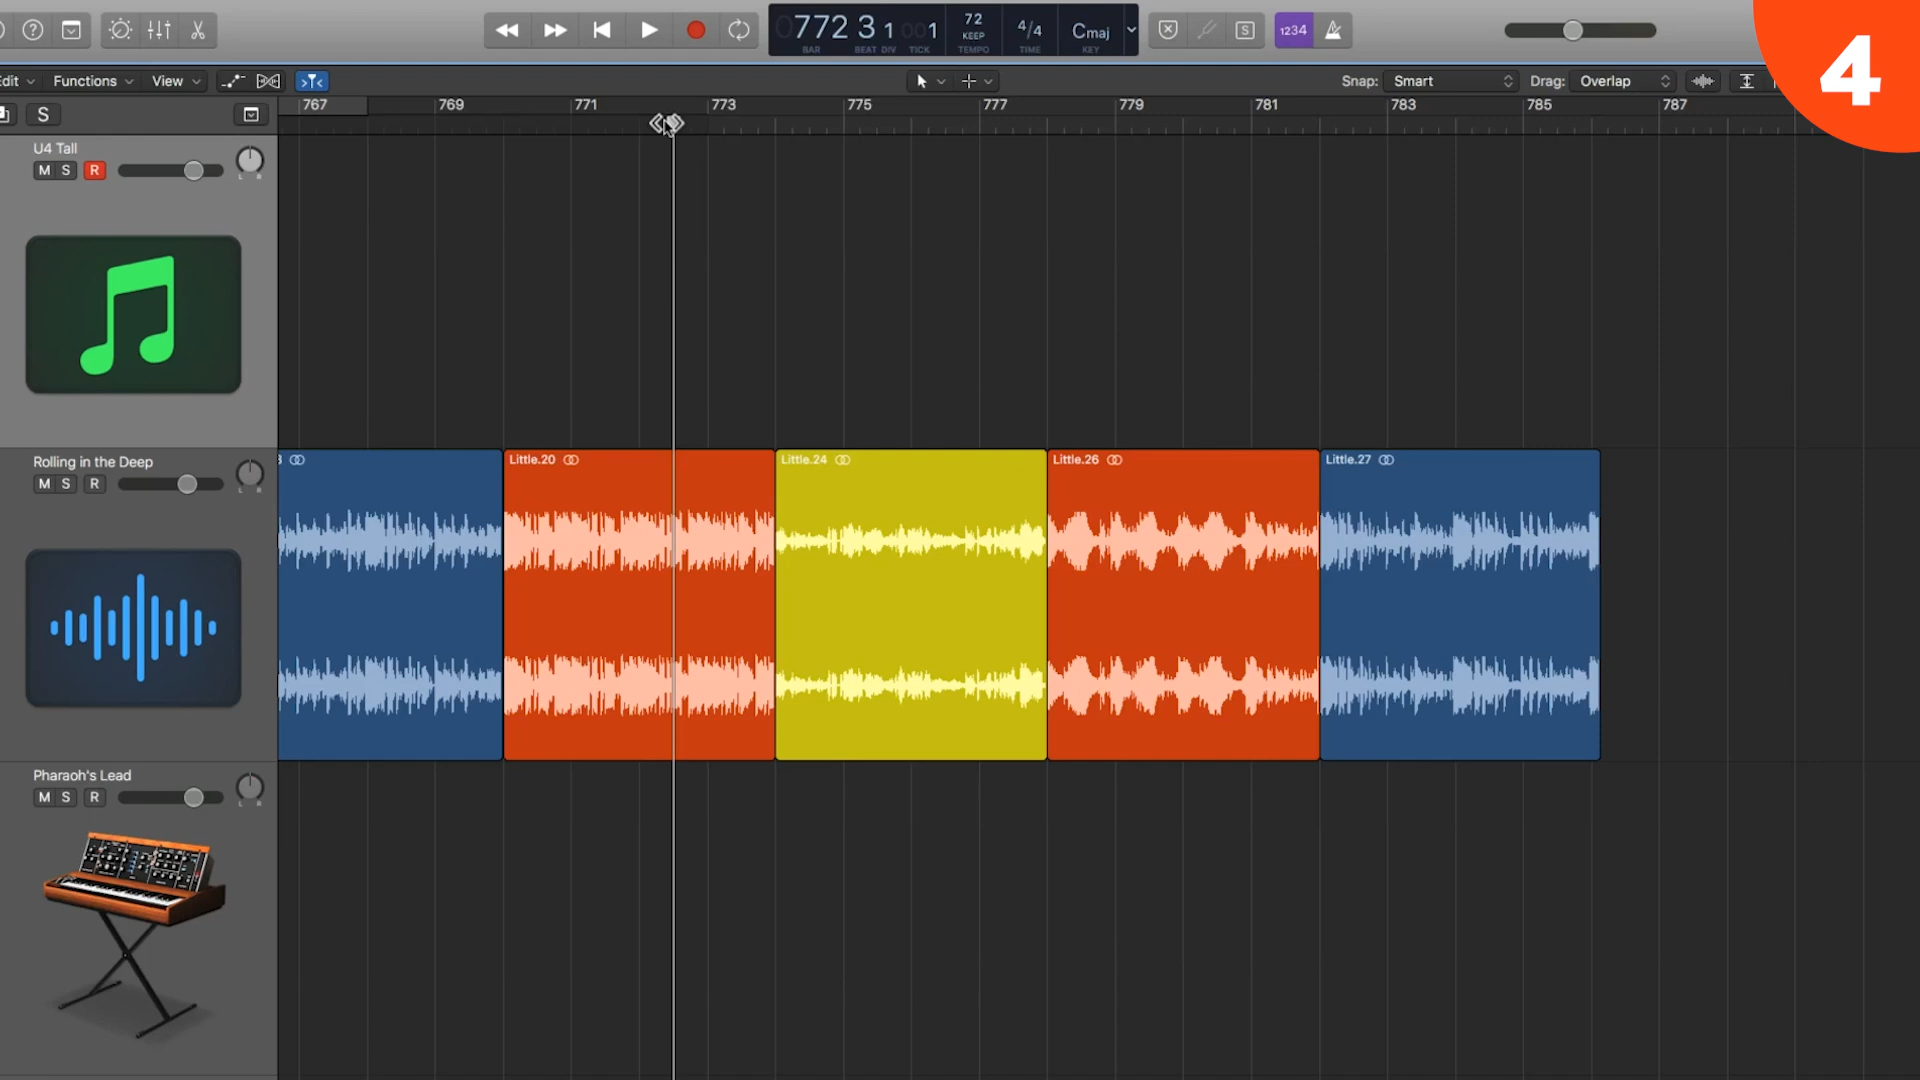 772 3 1 1
BAR BEAT DIV TICK
72
KEEP
TEMPO
4/4
TIME
Cmaj
KEY
S
1234
4
Edit Functions View
Snap: Smart Drag: Overlap
S
767 769 771 773 775 777 779 781 783 785 787
U4 Tall
M S R
L R
Rolling in the Deep
M S R
L R
Little.20 Little.24 Little.26 Little.27
Pharaoh's Lead
M S R
L R